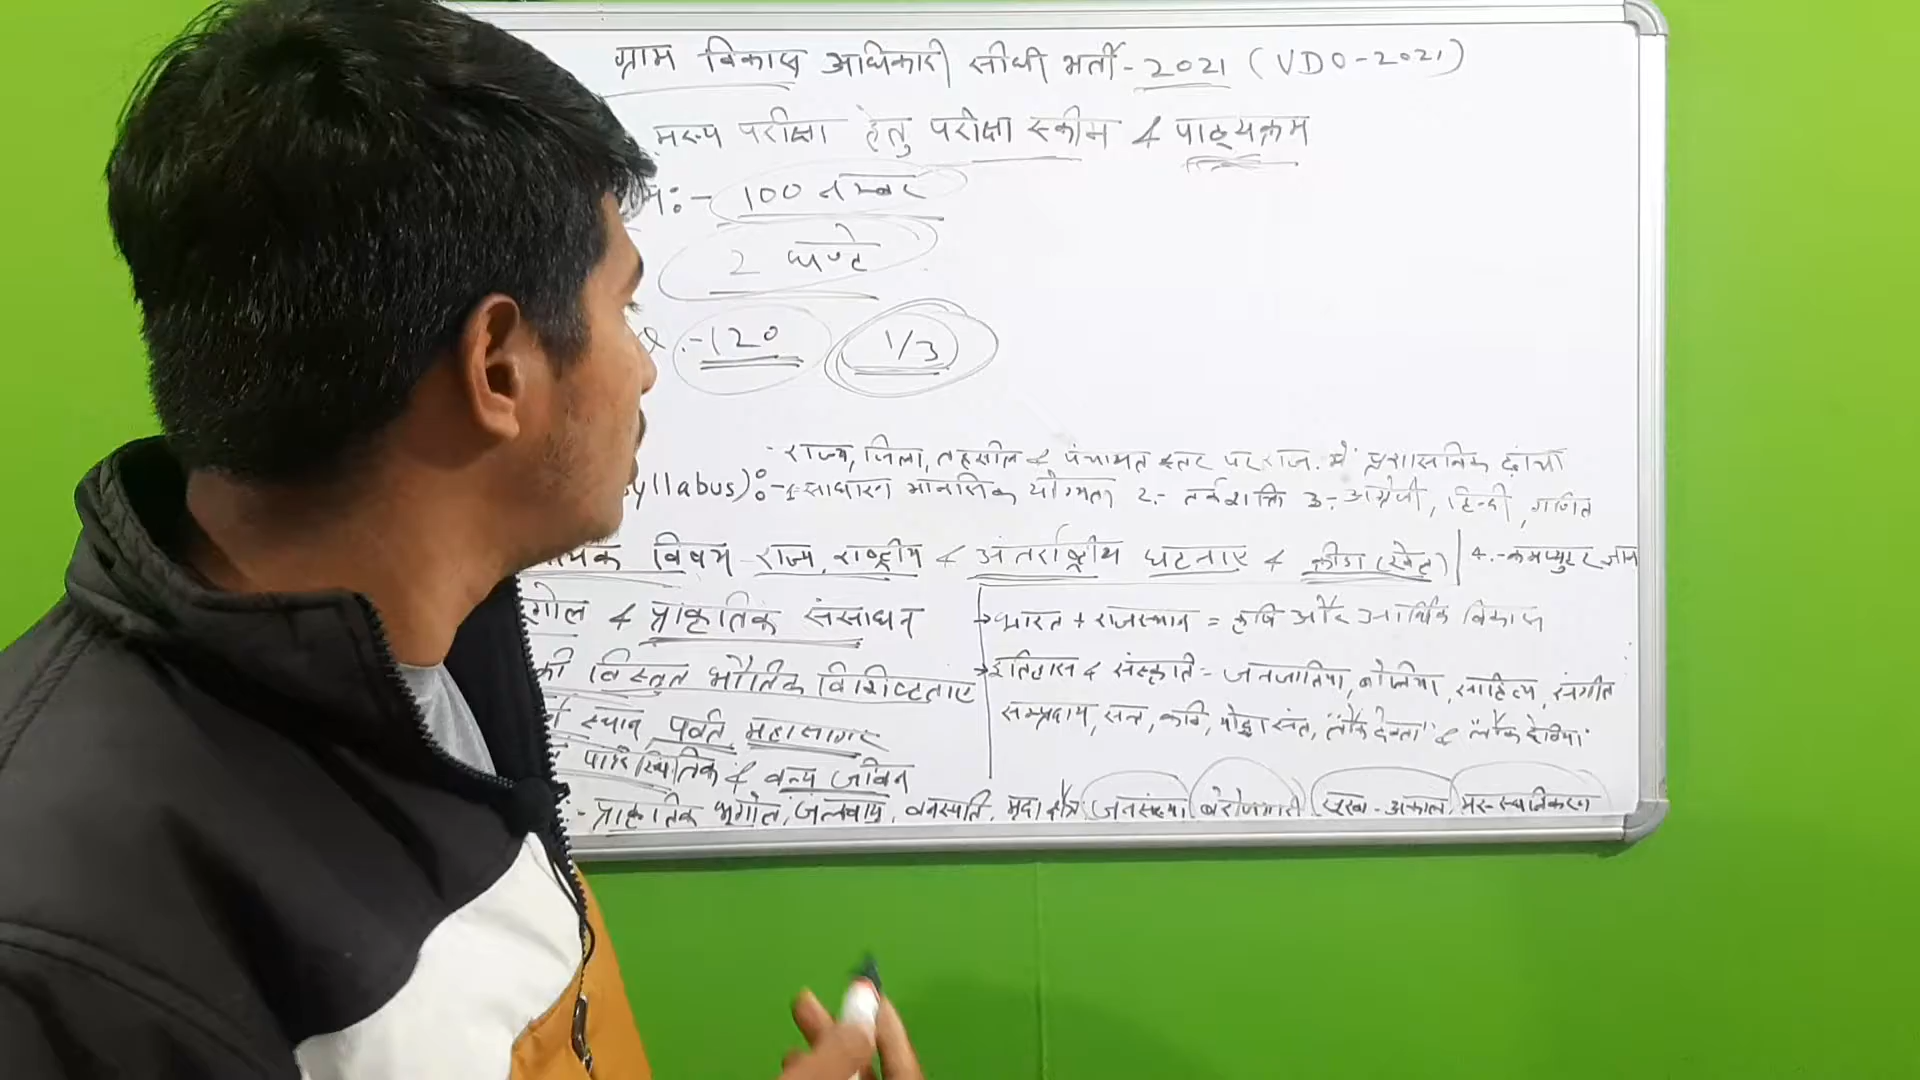 ग्राम विकास अधिकारी सीधी भर्ती - 2021 (VDO-2021)
मुख्य परीक्षा हेतु परीक्षा स्कीम & पाठ्यक्रम
:- 100 नम्बर
2 घण्टे
:-120 1/3
राज्य, जिला, तहसील & पंचायत स्तर पर राज. में प्रशासनिक ढांचा
yllabus):- 1- साधारण मानसिक योग्यता 2.- तर्कशक्ति 3:- अंग्रेजी, हिन्दी, गणित
विषय - राज्य, राष्ट्रीय & अंतर्राष्ट्रीय घटनाएं & क्रीडा (खेल) | 4.- कम्प्यूटर ज्ञान
गोल & प्राकृतिक संसाधन
की विस्तृत भौतिक विशिष्टताएं
स्थान, पर्वत, महासागर
पारिस्थितिक & वन्य जीवन
→ भारत + राजस्थान = कृषि और आर्थिक विकास
→ इतिहास & संस्कृति - जनजातिया, बोलिया, साहित्य, संगीत
सम्प्रदाय, सन्त, कवि, योद्धा संत, "लोक देवता" & "लोक देविया"
:- प्राकृतिक भूगोल, जलवायु, वनस्पति, मृदा क्षेत्र जनसंख्या बेरोजगारी सूखा - अकाल मरुस्थलिकरण